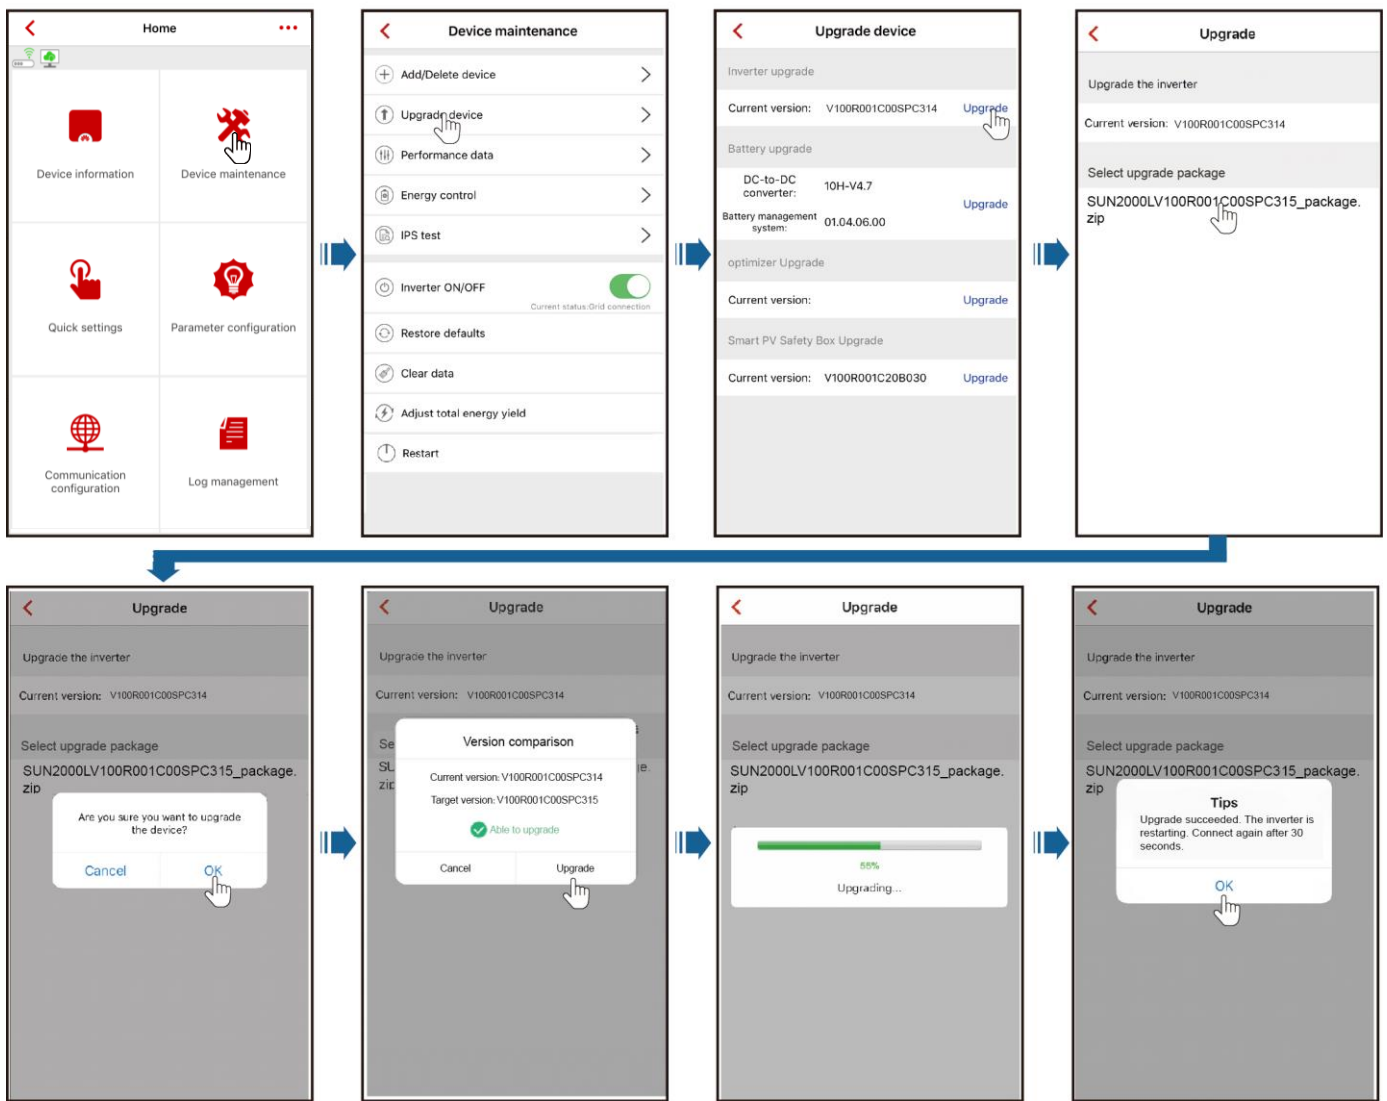 Home
Device information
Device maintenance
Quick settings
Parameter configuration
Communication
configuration
Log management
Device maintenance
Add/Delete device
Upgrade device
Performance data
Energy control
IPS test
Inverter ON/OFF
Current status:Grid connection
Restore defaults
Clear data
Adjust total energy yield
Restart
Upgrade device
Inverter upgrade
Current version: V100R001C00SPC314 Upgrade
Battery upgrade
DC-to-DC
converter: 10H-V4.7
Upgrade
Battery management
system: 01.04.06.00
optimizer Upgrade
Current version: Upgrade
Smart PV Safety Box Upgrade
Current version: V100R001C20B030 Upgrade
Upgrade
Upgrade the inverter
Current version: V100R001C00SPC314
Select upgrade package
SUN2000LV100R001C00SPC315_package.
zip
Upgrade
Upgrade the inverter
Current version: V100R001C00SPC314
Select upgrade package
SUN2000LV100R001C00SPC315_package.
zip
Are you sure you want to upgrade
the device?
Cancel OK
Upgrade
Upgrade the inverter
Current version: V100R001C00SPC314
Version comparison
Current version: V100R001C00SPC314
Target version: V100R001C00SPC315
Able to upgrade
Cancel Upgrade
Upgrade
Upgrade the inverter
Current version: V100R001C00SPC314
Select upgrade package
SUN2000LV100R001C00SPC315_package.
zip
55%
Upgrading...
Upgrade
Upgrade the inverter
Current version: V100R001C00SPC314
Select upgrade package
SUN2000LV100R001C00SPC315_package.
zip
Tips
Upgrade succeeded. The inverter is
restarting. Connect again after 30
seconds.
OK